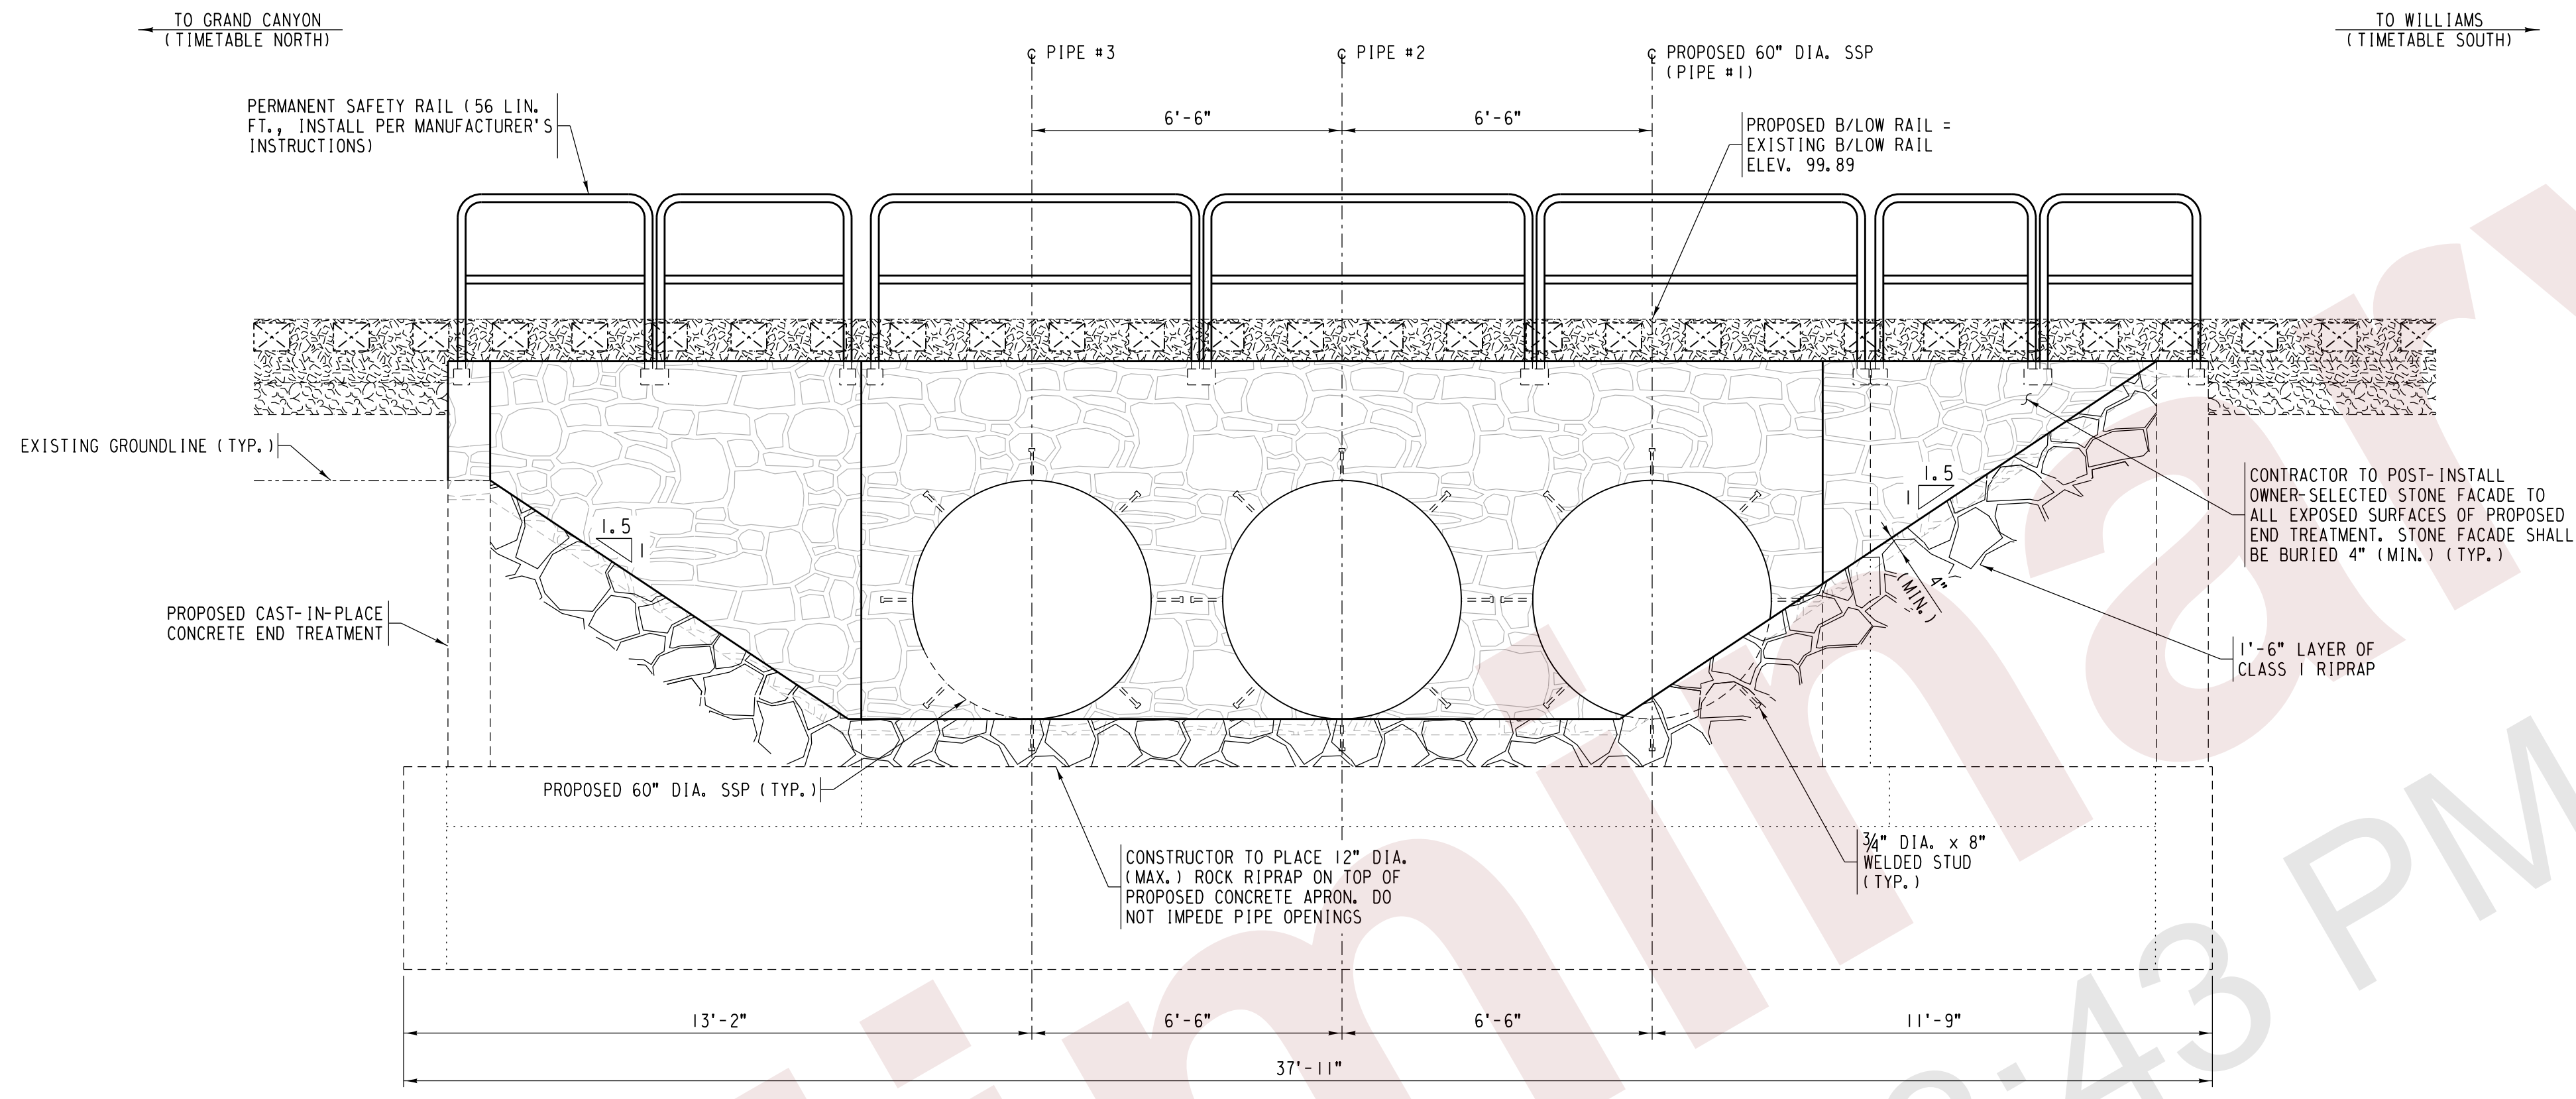 TO GRAND CANYON
(TIMETABLE NORTH)
TO WILLIAMS
(TIMETABLE SOUTH)
℄ PIPE #3
℄ PIPE #2
℄ PROPOSED 60" DIA. SSP
(PIPE #1)
PERMANENT SAFETY RAIL (56 LIN.
FT., INSTALL PER MANUFACTURER'S
INSTRUCTIONS)
6'-6"
6'-6"
PROPOSED B/LOW RAIL =
EXISTING B/LOW RAIL
ELEV. 99.89
EXISTING GROUNDLINE (TYP.)
1.5
1
1.5
1
CONTRACTOR TO POST-INSTALL
OWNER-SELECTED STONE FACADE TO
ALL EXPOSED SURFACES OF PROPOSED
END TREATMENT. STONE FACADE SHALL
BE BURIED 4" (MIN.) (TYP.)
4"
(MIN.)
PROPOSED CAST-IN-PLACE
CONCRETE END TREATMENT
1'-6" LAYER OF
CLASS 1 RIPRAP
PROPOSED 60" DIA. SSP (TYP.)
CONSTRUCTOR TO PLACE 12" DIA.
(MAX.) ROCK RIPRAP ON TOP OF
PROPOSED CONCRETE APRON. DO
NOT IMPEDE PIPE OPENINGS
3/4" DIA. x 8"
WELDED STUD
(TYP.)
13'-2"
6'-6"
6'-6"
11'-9"
37'-11"
iminary
:43 PM